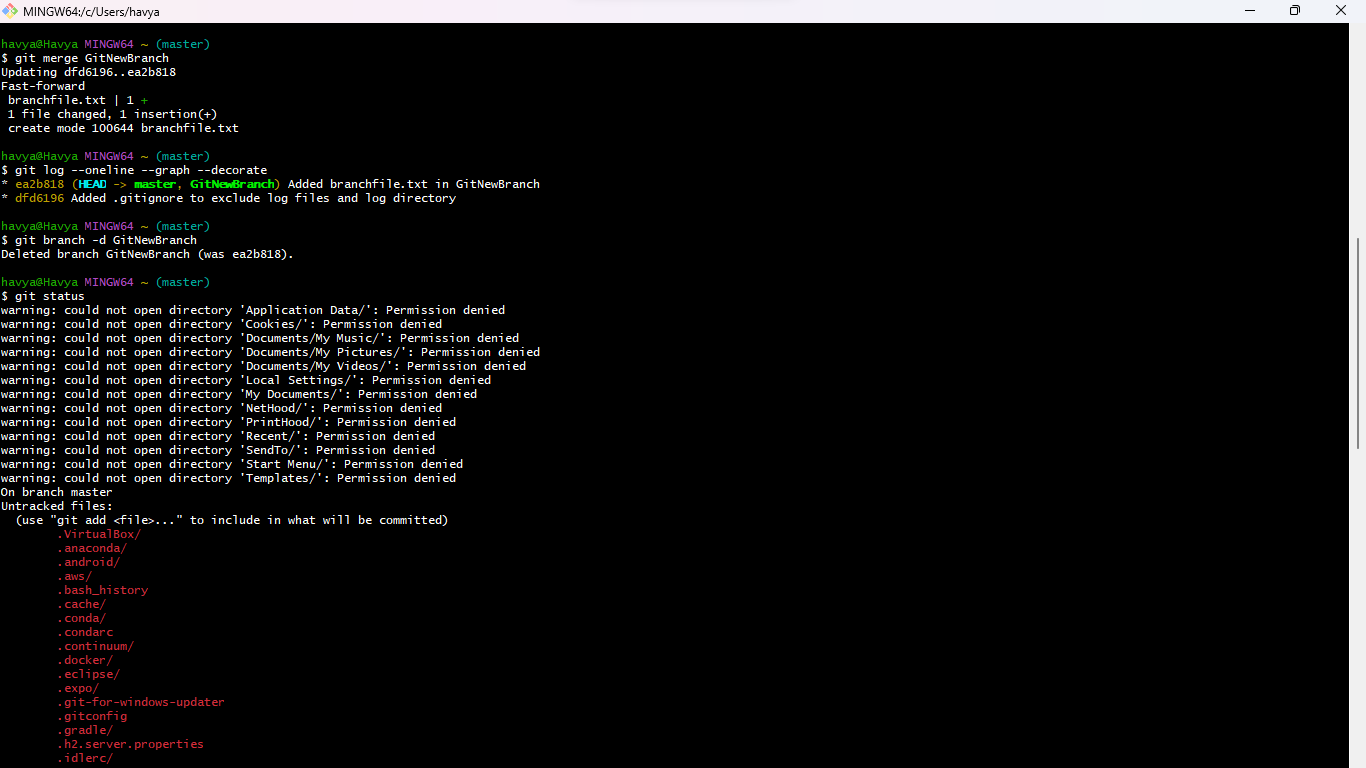 MINGW64:/c/Users/havya
havya@Havya MINGW64 ~ (master)
$ git merge GitNewBranch
Updating dfd6196..ea2b818
Fast-forward
 branchfile.txt | 1 +
 1 file changed, 1 insertion(+)
 create mode 100644 branchfile.txt
havya@Havya MINGW64 ~ (master)
$ git log --oneline --graph --decorate
* ea2b818 (HEAD -> master, GitNewBranch) Added branchfile.txt in GitNewBranch
* dfd6196 Added .gitignore to exclude log files and log directory
havya@Havya MINGW64 ~ (master)
$ git branch -d GitNewBranch
Deleted branch GitNewBranch (was ea2b818).
havya@Havya MINGW64 ~ (master)
$ git status
warning: could not open directory 'Application Data/': Permission denied
warning: could not open directory 'Cookies/': Permission denied
warning: could not open directory 'Documents/My Music/': Permission denied
warning: could not open directory 'Documents/My Pictures/': Permission denied
warning: could not open directory 'Documents/My Videos/': Permission denied
warning: could not open directory 'Local Settings/': Permission denied
warning: could not open directory 'My Documents/': Permission denied
warning: could not open directory 'NetHood/': Permission denied
warning: could not open directory 'PrintHood/': Permission denied
warning: could not open directory 'Recent/': Permission denied
warning: could not open directory 'SendTo/': Permission denied
warning: could not open directory 'Start Menu/': Permission denied
warning: could not open directory 'Templates/': Permission denied
On branch master
Untracked files:
  (use "git add <file>..." to include in what will be committed)
        .VirtualBox/
        .anaconda/
        .android/
        .aws/
        .bash_history
        .cache/
        .conda/
        .condarc
        .continuum/
        .docker/
        .eclipse/
        .expo/
        .git-for-windows-updater
        .gitconfig
        .gradle/
        .h2.server.properties
        .idlerc/